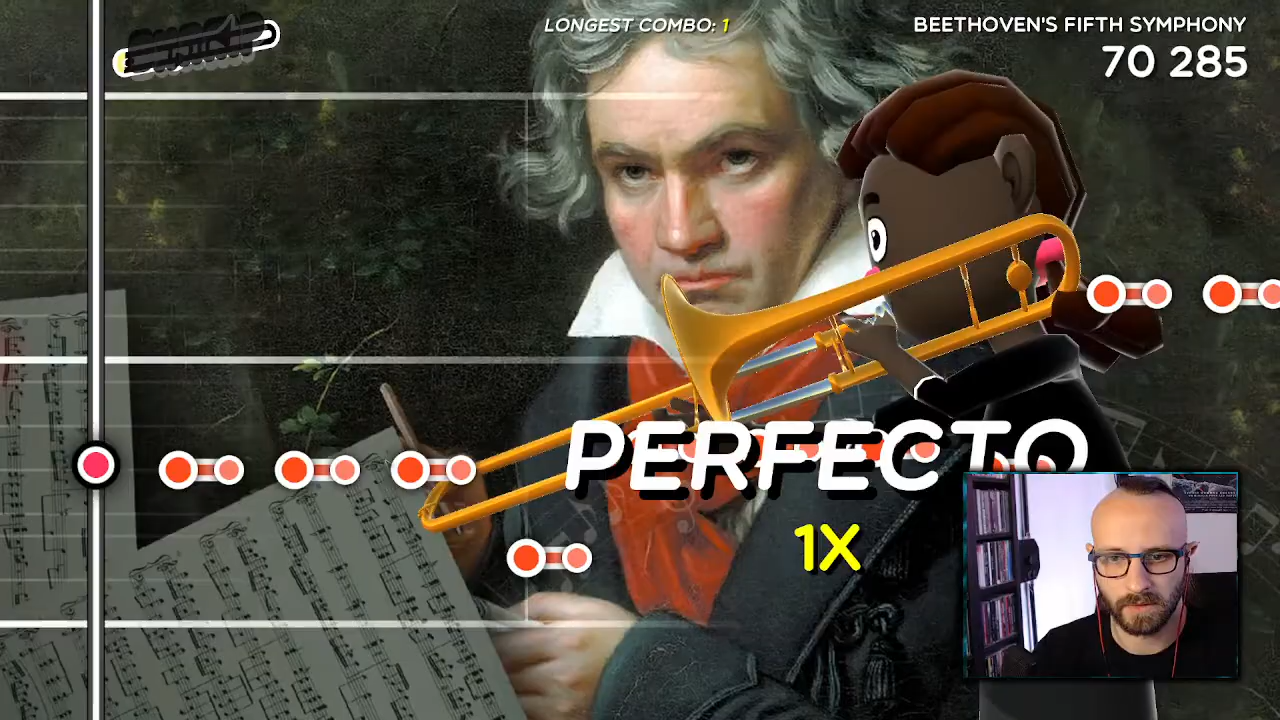 LONGEST COMBO: 1
BEETHOVEN'S FIFTH SYMPHONY
70 285
PERFECTO
1X